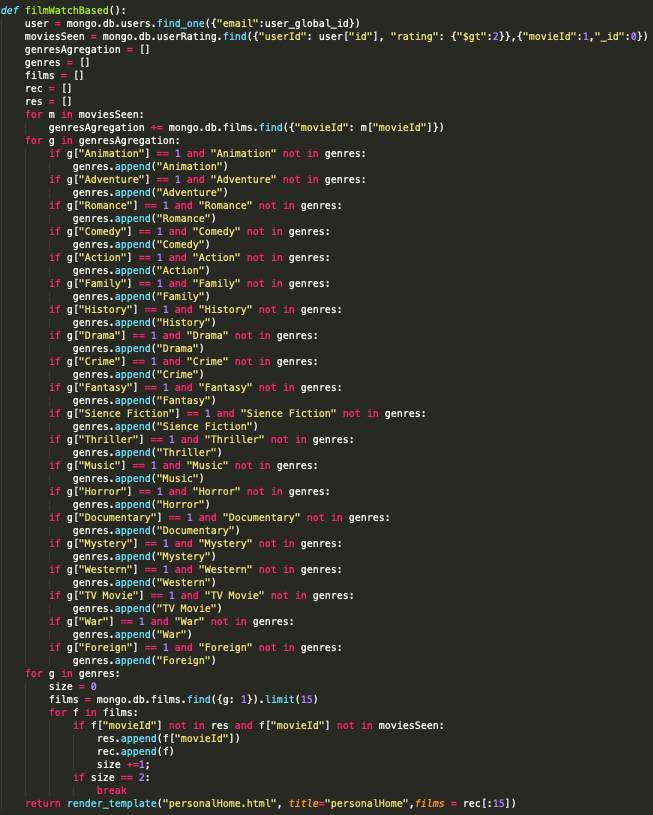 def filmWatchBased():
    user = mongo.db.users.find_one({"email":user_global_id})
    moviesSeen = mongo.db.userRating.find({"userId": user["id"], "rating": {"$gt":2}},{"movieId":1,"_id":0})
    genresAgregation = []
    genres = []
    films = []
    rec = []
    res = []
    for m in moviesSeen:
        genresAgregation += mongo.db.films.find({"movieId": m["movieId"]})
    for g in genresAgregation:
        if g["Animation"] == 1 and "Animation" not in genres:
            genres.append("Animation")
        if g["Adventure"] == 1 and "Adventure" not in genres:
            genres.append("Adventure")
        if g["Romance"] == 1 and "Romance" not in genres:
            genres.append("Romance")
        if g["Comedy"] == 1 and "Comedy" not in genres:
            genres.append("Comedy")
        if g["Action"] == 1 and "Action" not in genres:
            genres.append("Action")
        if g["Family"] == 1 and "Family" not in genres:
            genres.append("Family")
        if g["History"] == 1 and "History" not in genres:
            genres.append("History")
        if g["Drama"] == 1 and "Drama" not in genres:
            genres.append("Drama")
        if g["Crime"] == 1 and "Crime" not in genres:
            genres.append("Crime")
        if g["Fantasy"] == 1 and "Fantasy" not in genres:
            genres.append("Fantasy")
        if g["Sience Fiction"] == 1 and "Sience Fiction" not in genres:
            genres.append("Sience Fiction")
        if g["Thriller"] == 1 and "Thriller" not in genres:
            genres.append("Thriller")
        if g["Music"] == 1 and "Music" not in genres:
            genres.append("Music")
        if g["Horror"] == 1 and "Horror" not in genres:
            genres.append("Horror")
        if g["Documentary"] == 1 and "Documentary" not in genres:
            genres.append("Documentary")
        if g["Mystery"] == 1 and "Mystery" not in genres:
            genres.append("Mystery")
        if g["Western"] == 1 and "Western" not in genres:
            genres.append("Western")
        if g["TV Movie"] == 1 and "TV Movie" not in genres:
            genres.append("TV Movie")
        if g["War"] == 1 and "War" not in genres:
            genres.append("War")
        if g["Foreign"] == 1 and "Foreign" not in genres:
            genres.append("Foreign")
    for g in genres:
        size = 0
        films = mongo.db.films.find({g: 1}).limit(15)
        for f in films:
            if f["movieId"] not in res and f["movieId"] not in moviesSeen:
                res.append(f["movieId"])
                rec.append(f)
                size +=1;
            if size == 2:
                break
    return render_template("personalHome.html", title="personalHome",films = rec[:15])